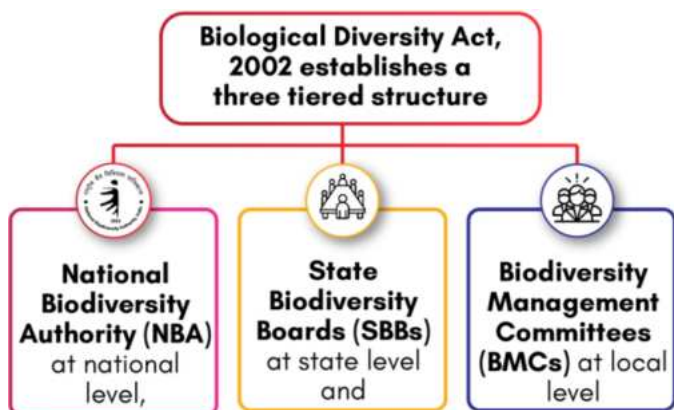 Biological Diversity Act,
2002 establishes a
three tiered structure
National
Biodiversity
Authority (NBA)
at national
level,
State
Biodiversity
Boards (SBBs)
at state level
and
Biodiversity
Management
Committees
(BMCs) at local
level